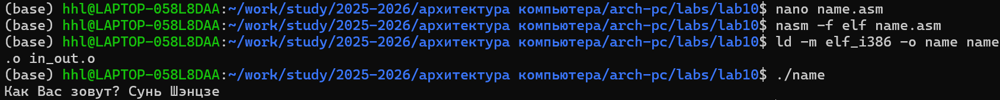 (base) hhl@LAPTOP-058L8DAA:~/work/study/2025-2026/архитектура компьютера/arch-pc/labs/lab10$ nano name.asm
(base) hhl@LAPTOP-058L8DAA:~/work/study/2025-2026/архитектура компьютера/arch-pc/labs/lab10$ nasm -f elf name.asm
(base) hhl@LAPTOP-058L8DAA:~/work/study/2025-2026/архитектура компьютера/arch-pc/labs/lab10$ ld -m elf_i386 -o name name
.o in_out.o
(base) hhl@LAPTOP-058L8DAA:~/work/study/2025-2026/архитектура компьютера/arch-pc/labs/lab10$ ./name
Как Вас зовут? Сунь Шэнцзе